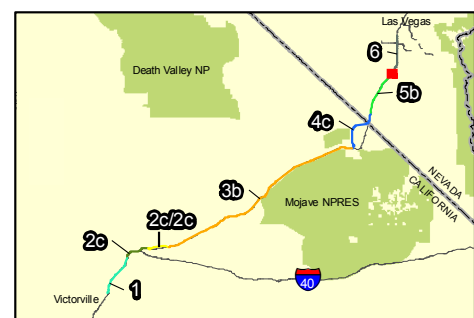 Las Vegas
6
Death Valley NP
5b
4c
NEVADA
CALIFORNIA
3b
Mojave NPRES
2c/2c
2c
40
1
Victorville